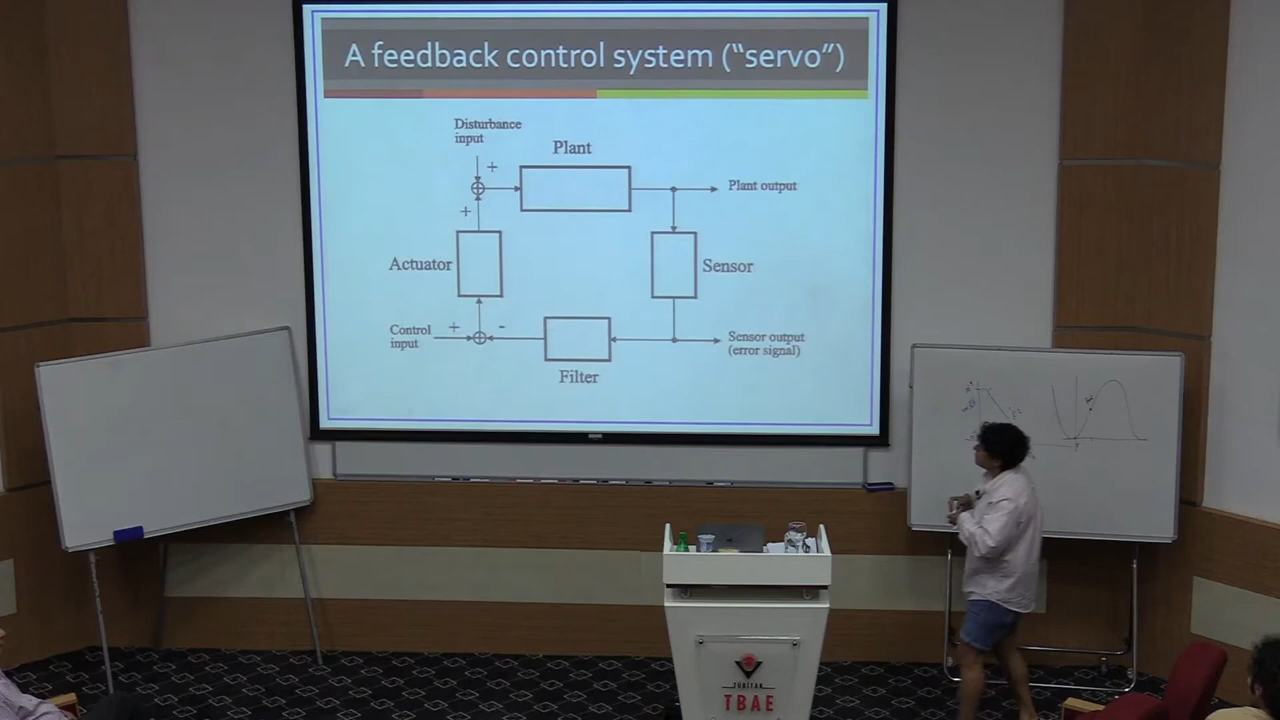 A feedback control system (“servo”)
Disturbance
input
+
Plant
Plant output
+
Actuator
Sensor
Control
input
+
-
Sensor output
(error signal)
Filter
TÜBİTAK
TBAE